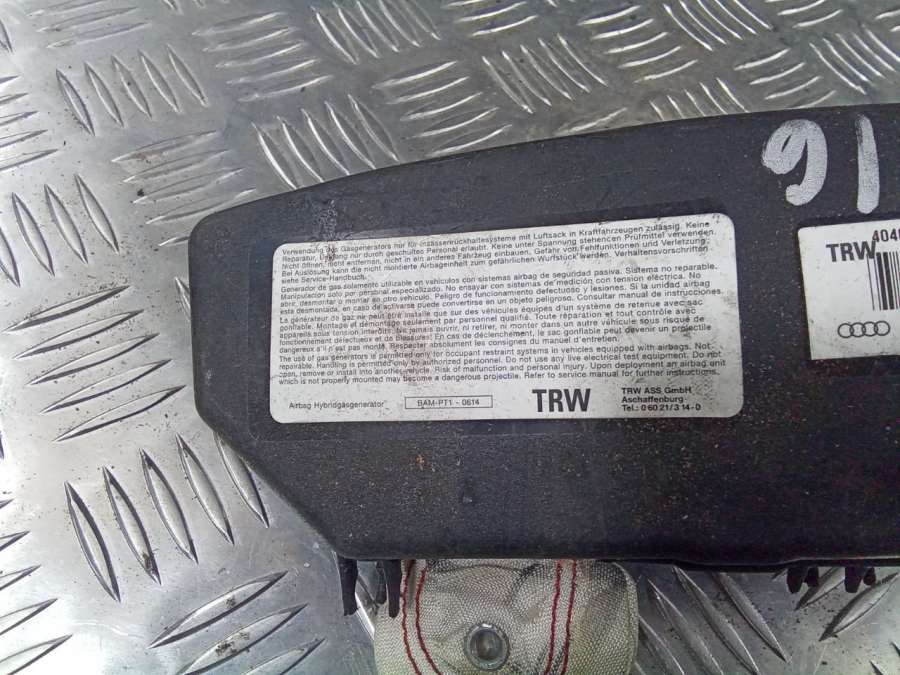 91
Verwendung des Gasgenerators nur für Insassenrückhaltesysteme mit Luftsack in Kraftfahrzeugen zulässig. Keine
Reparatur, Umgang nur durch geschultes Personal erlaubt. Keine unter Spannung stehenden Prüfmittel verwenden.
Nicht öffnen, nicht entfernen, nicht in ein anderes Fahrzeug einbauen. Gefahr von Fehlfunktionen und Verletzung.
Bei Auslösung kann die nicht montierte Airbageinheit zum gefährlichen Wurfstück werden. Verhaltensvorschriften
siehe Service-Handbuch.
Generador de gas solemente utilizable en vehículos con sistemas airbag de seguridad pasiva. Sistema no reparable.
Manipulación solo por personal especializado. No ensayar con sistemas de medición con tensión eléctrica. No
abrir, desmontar o montar en otro vehículo. Peligro de funcionamiento defectuoso y lesiones. Si la unidad airbag
esta desmontada, en caso de activarse puede convertirse en un objeto peligroso. Consultar manual de instrucciones.
La générateur de gaz ne peut être installé que sur des véhicules équipés d'un système de retenue avec sac
gonflable. Montage et démontage seulement par personnel qualifié. Toute réparation et tout contrôle avec
appareils sous tension interdits. Ne jamais ouvrir, ni retirer, ni monter dans un autre véhicule sous risque de
fonctionnement défectueux et de blessures! En cas de déclenchement, le sac gonflable peut devenir un projectile
dangereux s'il n'est pas monté. Respecter absolument les consignes du manuel d'entretien.
The use of gas generators is permitted only for occupant restraint systems in vehicles equipped with airbags. Not
repairable. Handling is permitted only by authorized personnel. Do not use any live electrical test equipment. Do not
open, remove or install into another vehicle. Risk of malfunction and personal injury. Upon deployment an airbag unit
which is not properly mounted may become a dangerous projectile. Refer to service manual for further instructions.
Airbag Hybridgasgenerator BAM-PT1 - 0614 TRW TRW ASS GmbH
Aschaffenburg
Tel.: 0 60 21/3 14-0
TRW